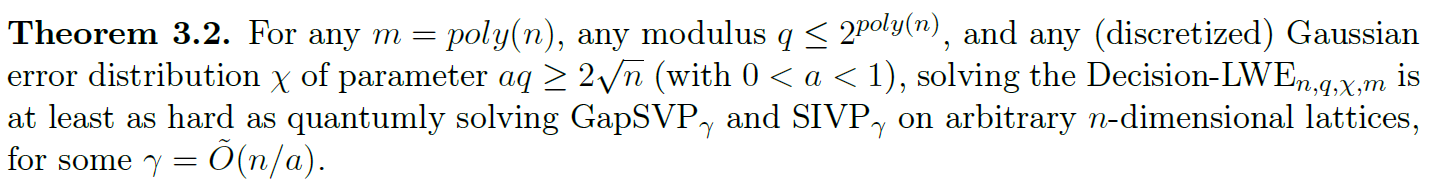 Theorem 3.2. For any m = poly(n), any modulus q ≤ 2^{poly(n)}, and any (discretized) Gaussian
error distribution χ of parameter aq ≥ 2√n (with 0 < a < 1), solving the Decision-LWE_{n,q,χ,m} is
at least as hard as quantumly solving GapSVP_γ and SIVP_γ on arbitrary n-dimensional lattices,
for some γ = Õ(n/a).